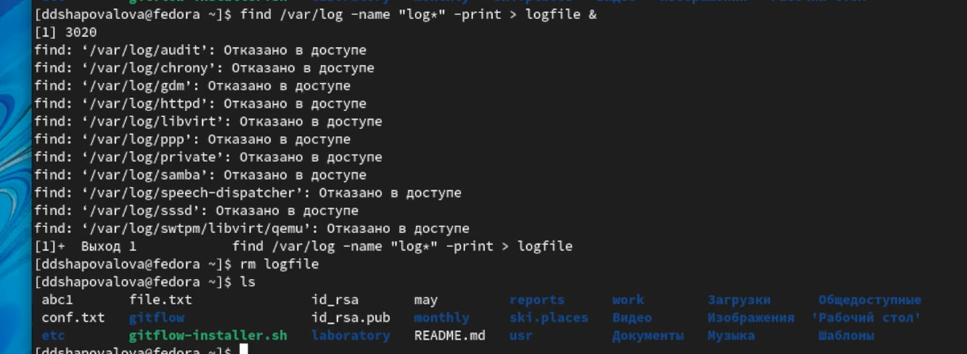 [ddshapovalova@fedora ~]$ find /var/log -name "log*" -print > logfile &
[1] 3020
find: ‘/var/log/audit’: Отказано в доступе
find: ‘/var/log/chrony’: Отказано в доступе
find: ‘/var/log/gdm’: Отказано в доступе
find: ‘/var/log/httpd’: Отказано в доступе
find: ‘/var/log/libvirt’: Отказано в доступе
find: ‘/var/log/ppp’: Отказано в доступе
find: ‘/var/log/private’: Отказано в доступе
find: ‘/var/log/samba’: Отказано в доступе
find: ‘/var/log/speech-dispatcher’: Отказано в доступе
find: ‘/var/log/sssd’: Отказано в доступе
find: ‘/var/log/swtpm/libvirt/qemu’: Отказано в доступе
[1]+  Выход 1            find /var/log -name "log*" -print > logfile
[ddshapovalova@fedora ~]$ rm logfile
[ddshapovalova@fedora ~]$ ls
abc1 file.txt id_rsa may reports work Загрузки Общедоступные
conf.txt gitflow id_rsa.pub monthly ski.places Видео Изображения 'Рабочий стол'
etc gitflow-installer.sh laboratory README.md usr Документы Музыка Шаблоны
[ddshapovalova@fedora ~]$